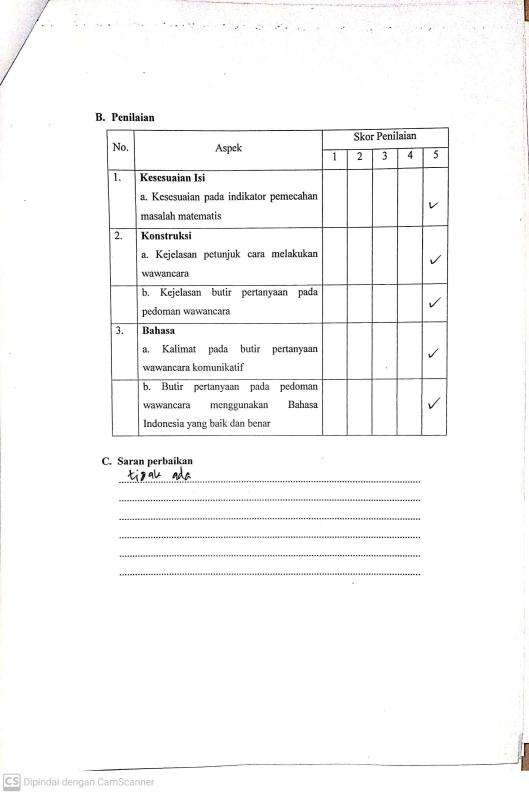 B. Penilaian
No. Aspek Skor Penilaian
1 2 3 4 5
1. Kesesuaian Isi
a. Kesesuaian pada indikator pemecahan
masalah matematis ✓
2. Konstruksi
a. Kejelasan petunjuk cara melakukan
wawancara ✓
b. Kejelasan butir pertanyaan pada
pedoman wawancara ✓
3. Bahasa
a. Kalimat pada butir pertanyaan
wawancara komunikatif ✓
b. Butir pertanyaan pada pedoman
wawancara menggunakan Bahasa ✓
Indonesia yang baik dan benar
C. Saran perbaikan
tidak ada
CS Dipindai dengan CamScanner